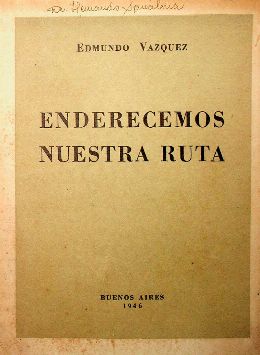 EDMUNDO VAZQUEZ
ENDERECEMOS
NUESTRA RUTA
BUENOS AIRES
1946